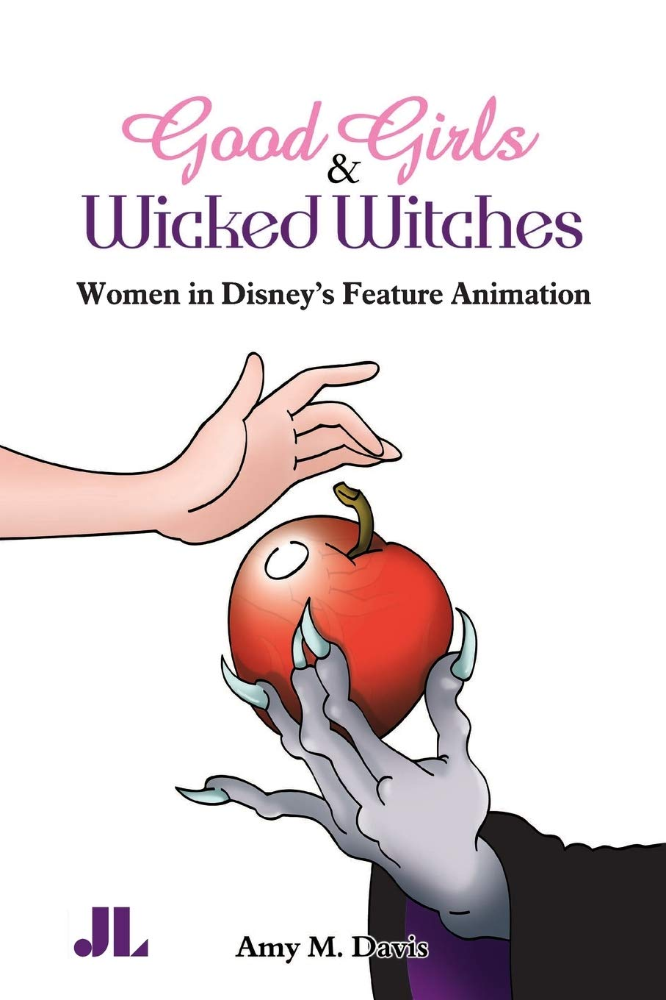 Good Girls
&
Wicked Witches
Women in Disney's Feature Animation
JL
Amy M. Davis